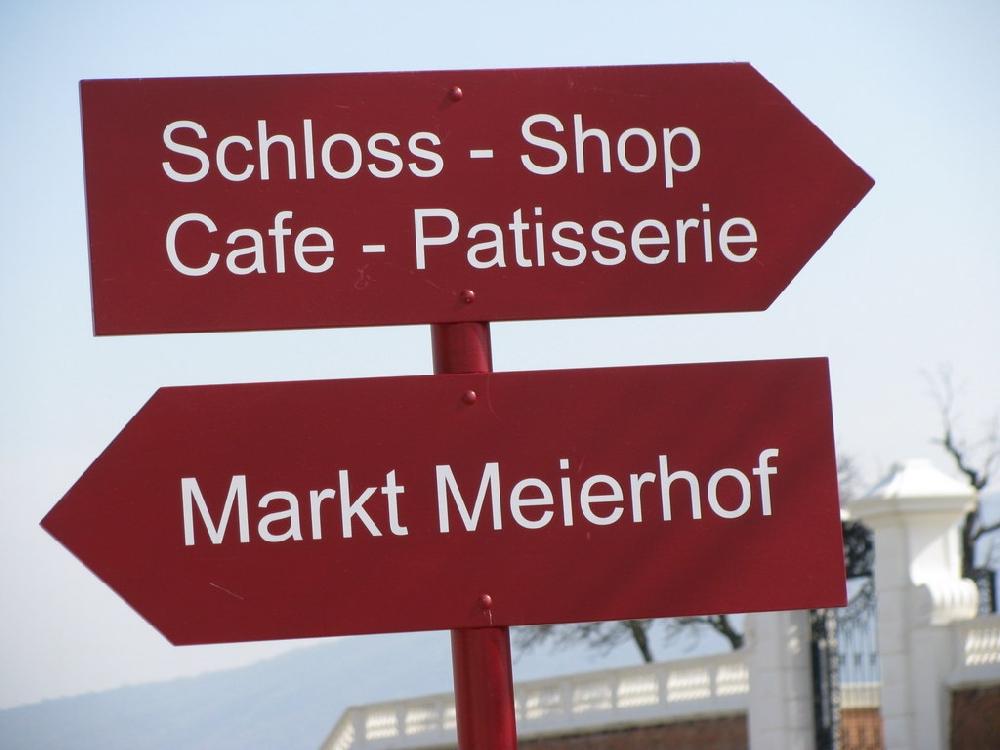 Schloss - Shop
Cafe - Patisserie
Markt Meierhof